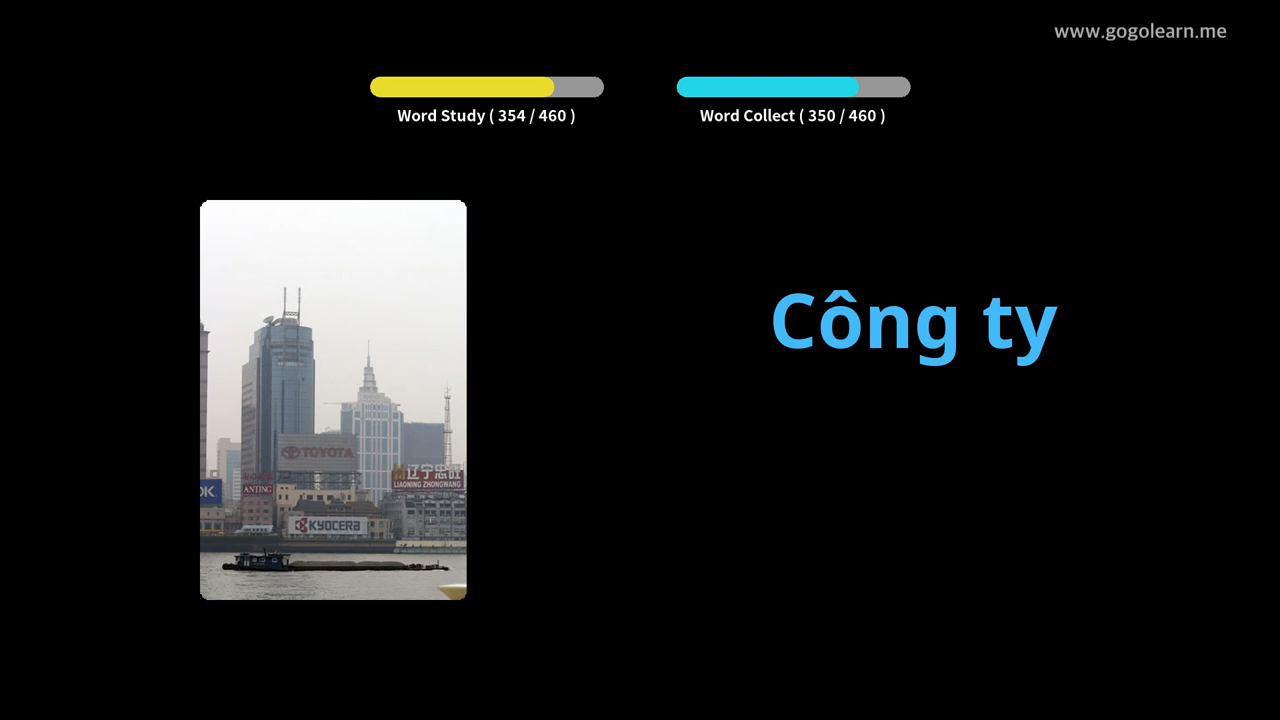 www.gogolearn.me
Word Study ( 354 / 460 )
Word Collect ( 350 / 460 )
Công ty
TOYOTA
辽宁忠旺
LIAONING ZHONGWANG
OK
ANTING
KYOCERA